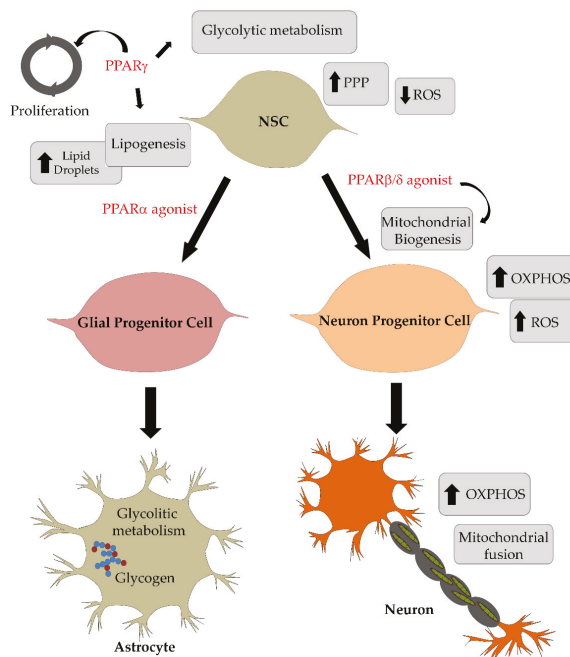 Glycolytic metabolism
PPARγ
Proliferation
PPP
ROS
NSC
Lipogenesis
Lipid
Droplets
PPARα agonist
PPARβ/δ agonist
Mitochondrial
Biogenesis
OXPHOS
ROS
Glial Progenitor Cell
Neuron Progenitor Cell
Glycolitic
metabolism
Glycogen
Astrocyte
OXPHOS
Mitochondrial
fusion
Neuron